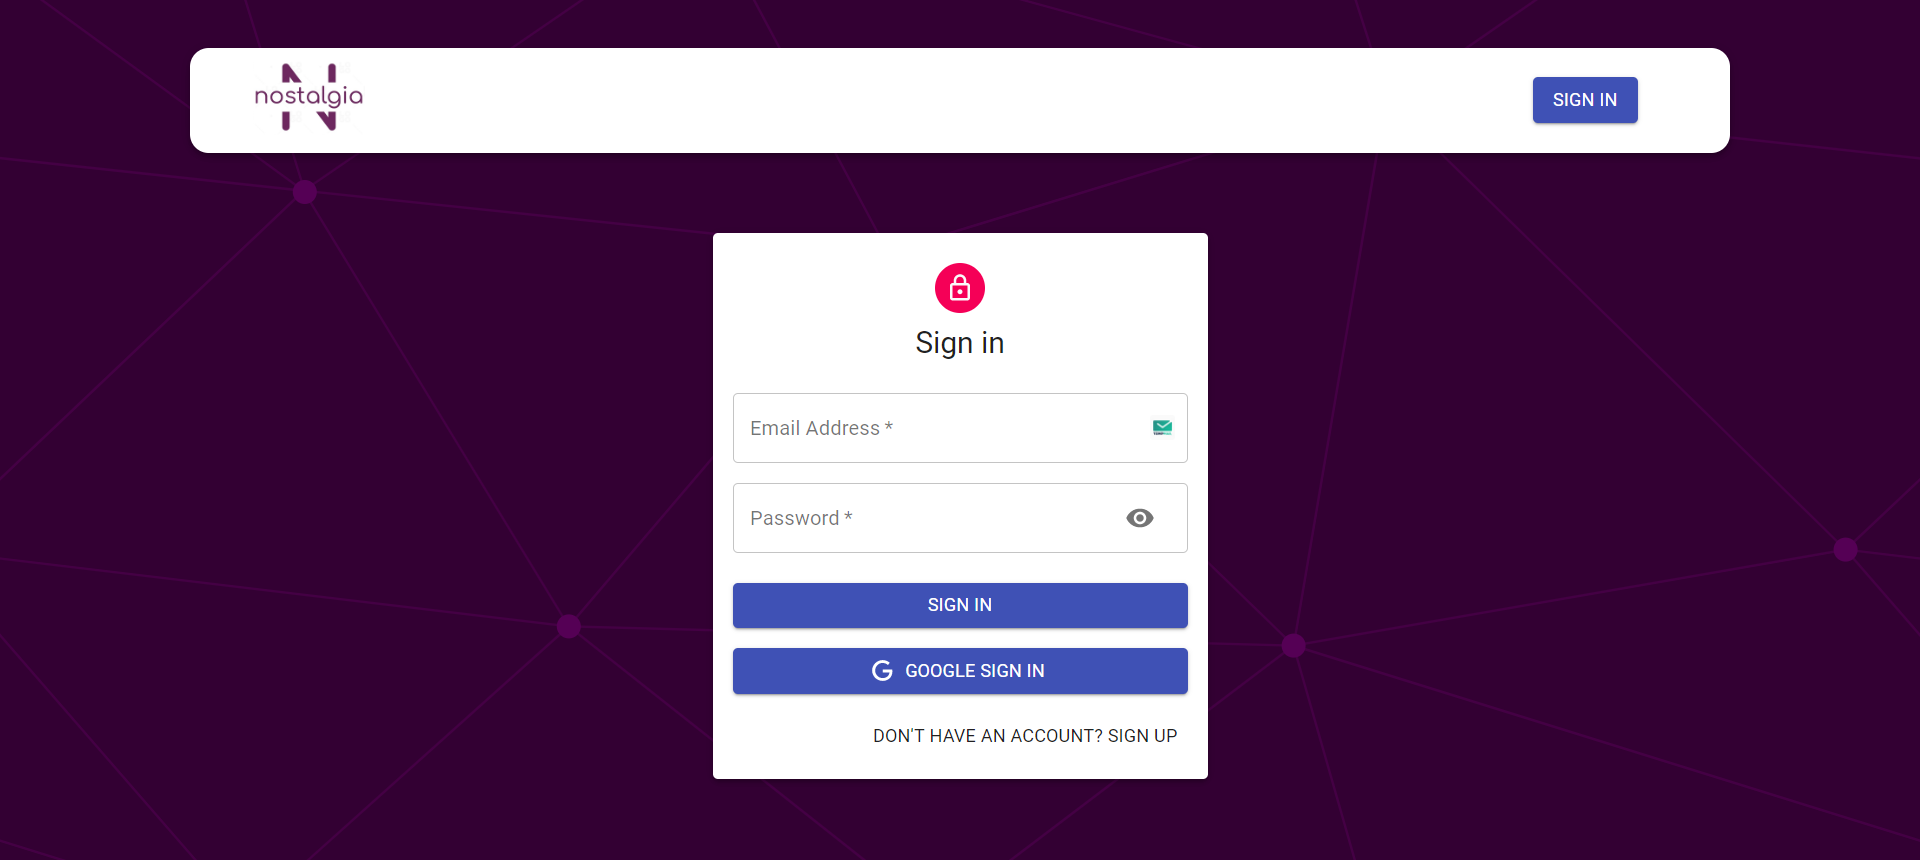 nostalgia
SIGN IN
Sign in
Email Address *
Password *
SIGN IN
GOOGLE SIGN IN
DON'T HAVE AN ACCOUNT? SIGN UP